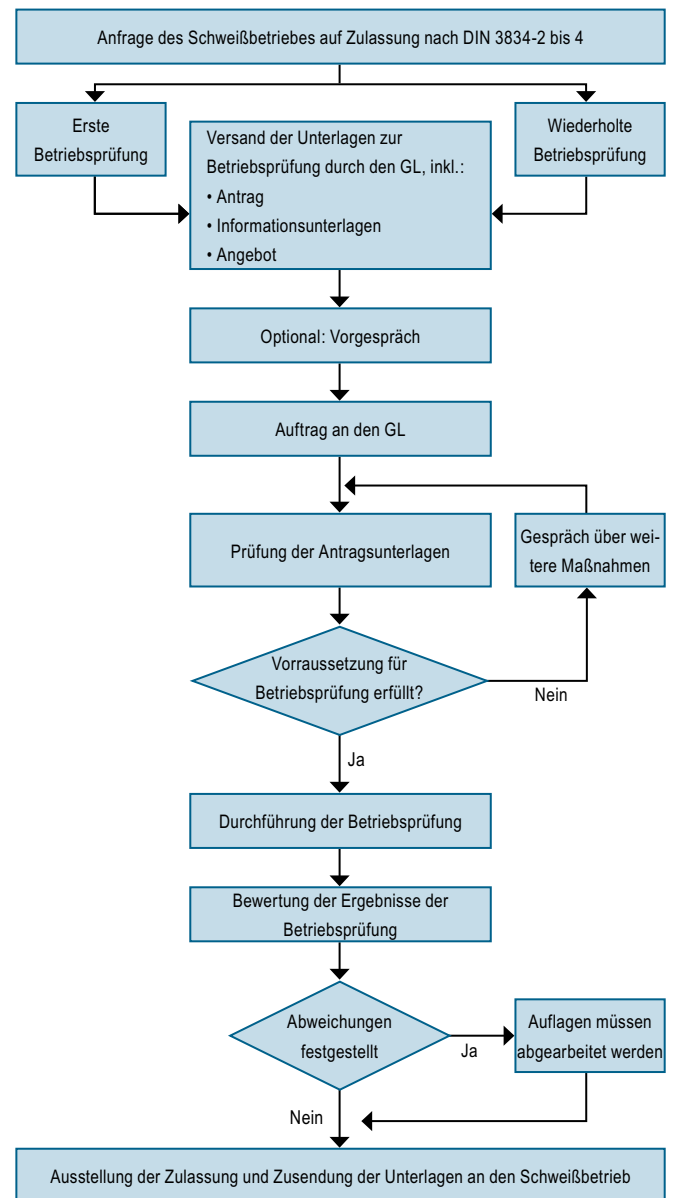 Anfrage des Schweißbetriebes auf Zulassung nach DIN 3834-2 bis 4
Erste
Betriebsprüfung
Versand der Unterlagen zur
Betriebsprüfung durch den GL, inkl.:
• Antrag
• Informationsunterlagen
• Angebot
Wiederholte
Betriebsprüfung
Optional: Vorgespräch
Auftrag an den GL
Prüfung der Antragsunterlagen
Gespräch über wei-
tere Maßnahmen
Vorraussetzung für
Betriebsprüfung erfüllt?
Nein
Ja
Durchführung der Betriebsprüfung
Bewertung der Ergebnisse der
Betriebsprüfung
Abweichungen
festgestellt
Ja
Auflagen müssen
abgearbeitet werden
Nein
Ausstellung der Zulassung und Zusendung der Unterlagen an den Schweißbetrieb